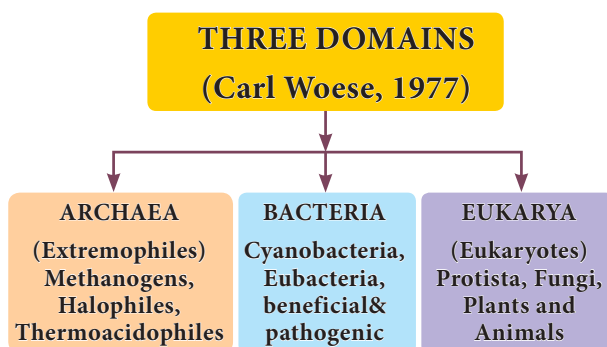 THREE DOMAINS
(Carl Woese, 1977)
ARCHAEA
(Extremophiles)
Methanogens,
Halophiles,
Thermoacidophiles
BACTERIA
Cyanobacteria,
Eubacteria,
beneficial&
pathogenic
EUKARYA
(Eukaryotes)
Protista, Fungi,
Plants and
Animals